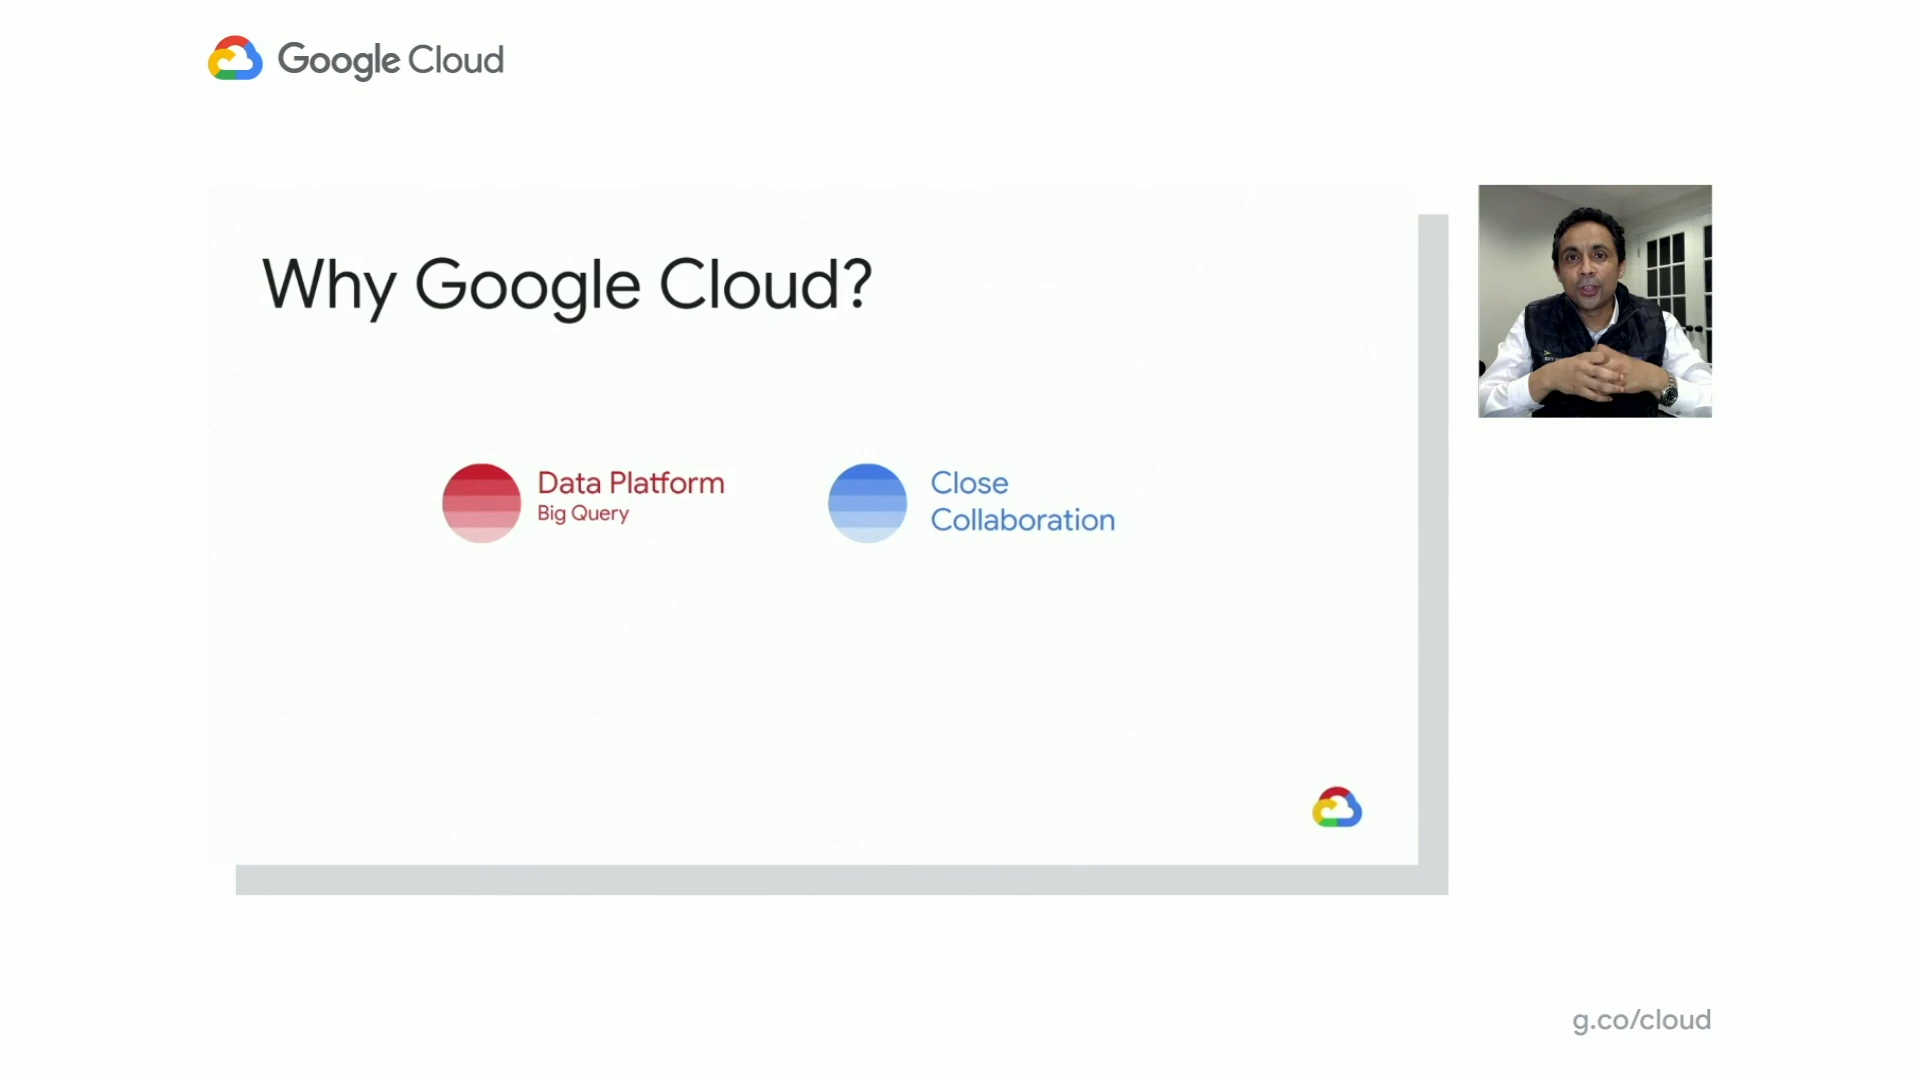 Google Cloud
Why Google Cloud?
Data Platform
Big Query
Close
Collaboration
g.co/cloud